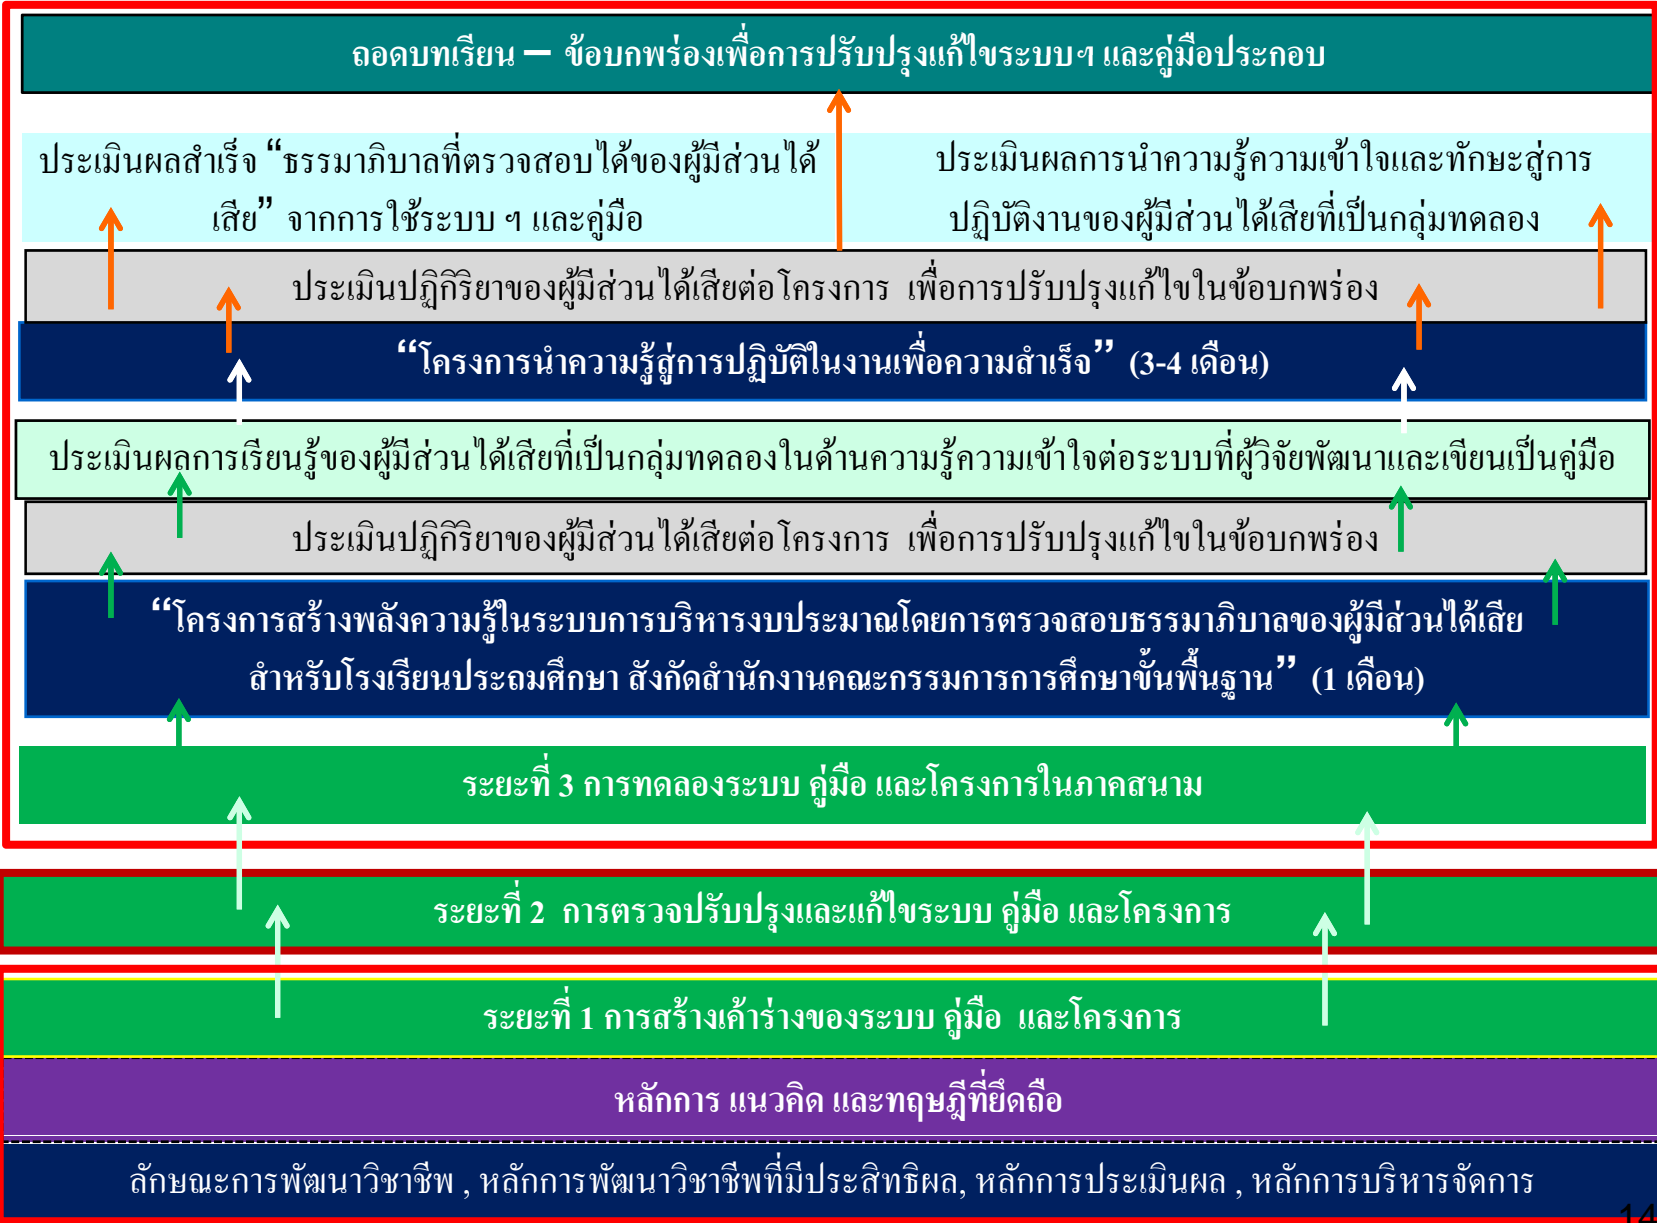 ถอดบทเรียน – ข้อบกพร่องเพื่อการปรับปรุงแก้ไขระบบฯ และคู่มือประกอบ
ประเมินผลสำเร็จ “ธรรมาภิบาลที่ตรวจสอบได้ของผู้มีส่วนได้
เสีย” จากการใช้ระบบ ฯ และคู่มือ
ประเมินผลการนำความรู้ความเข้าใจและทักษะสู่การ
ปฏิบัติงานของผู้มีส่วนได้เสียที่เป็นกลุ่มทดลอง
ประเมินปฏิกิริยาของผู้มีส่วนได้เสียต่อโครงการ เพื่อการปรับปรุงแก้ไขในข้อบกพร่อง
“โครงการนำความรู้สู่การปฏิบัติในงานเพื่อความสำเร็จ” (3-4 เดือน)
ประเมินผลการเรียนรู้ของผู้มีส่วนได้เสียที่เป็นกลุ่มทดลองในด้านความรู้ความเข้าใจต่อระบบที่ผู้วิจัยพัฒนาและเขียนเป็นคู่มือ
ประเมินปฏิกิริยาของผู้มีส่วนได้เสียต่อโครงการ เพื่อการปรับปรุงแก้ไขในข้อบกพร่อง
“โครงการสร้างพลังความรู้ในระบบการบริหารงบประมาณโดยการตรวจสอบธรรมาภิบาลของผู้มีส่วนได้เสีย
สำหรับโรงเรียนประถมศึกษา สังกัดสำนักงานคณะกรรมการการศึกษาขั้นพื้นฐาน” (1 เดือน)
ระยะที่ 3 การทดลองระบบ คู่มือ และโครงการในภาคสนาม
ระยะที่ 2 การตรวจปรับปรุงและแก้ไขระบบ คู่มือ และโครงการ
ระยะที่ 1 การสร้างเค้าร่างของระบบ คู่มือ และโครงการ
หลักการ แนวคิด และทฤษฎีที่ยึดถือ
ลักษณะการพัฒนาวิชาชีพ , หลักการพัฒนาวิชาชีพที่มีประสิทธิผล, หลักการประเมินผล , หลักการบริหารจัดการ
14